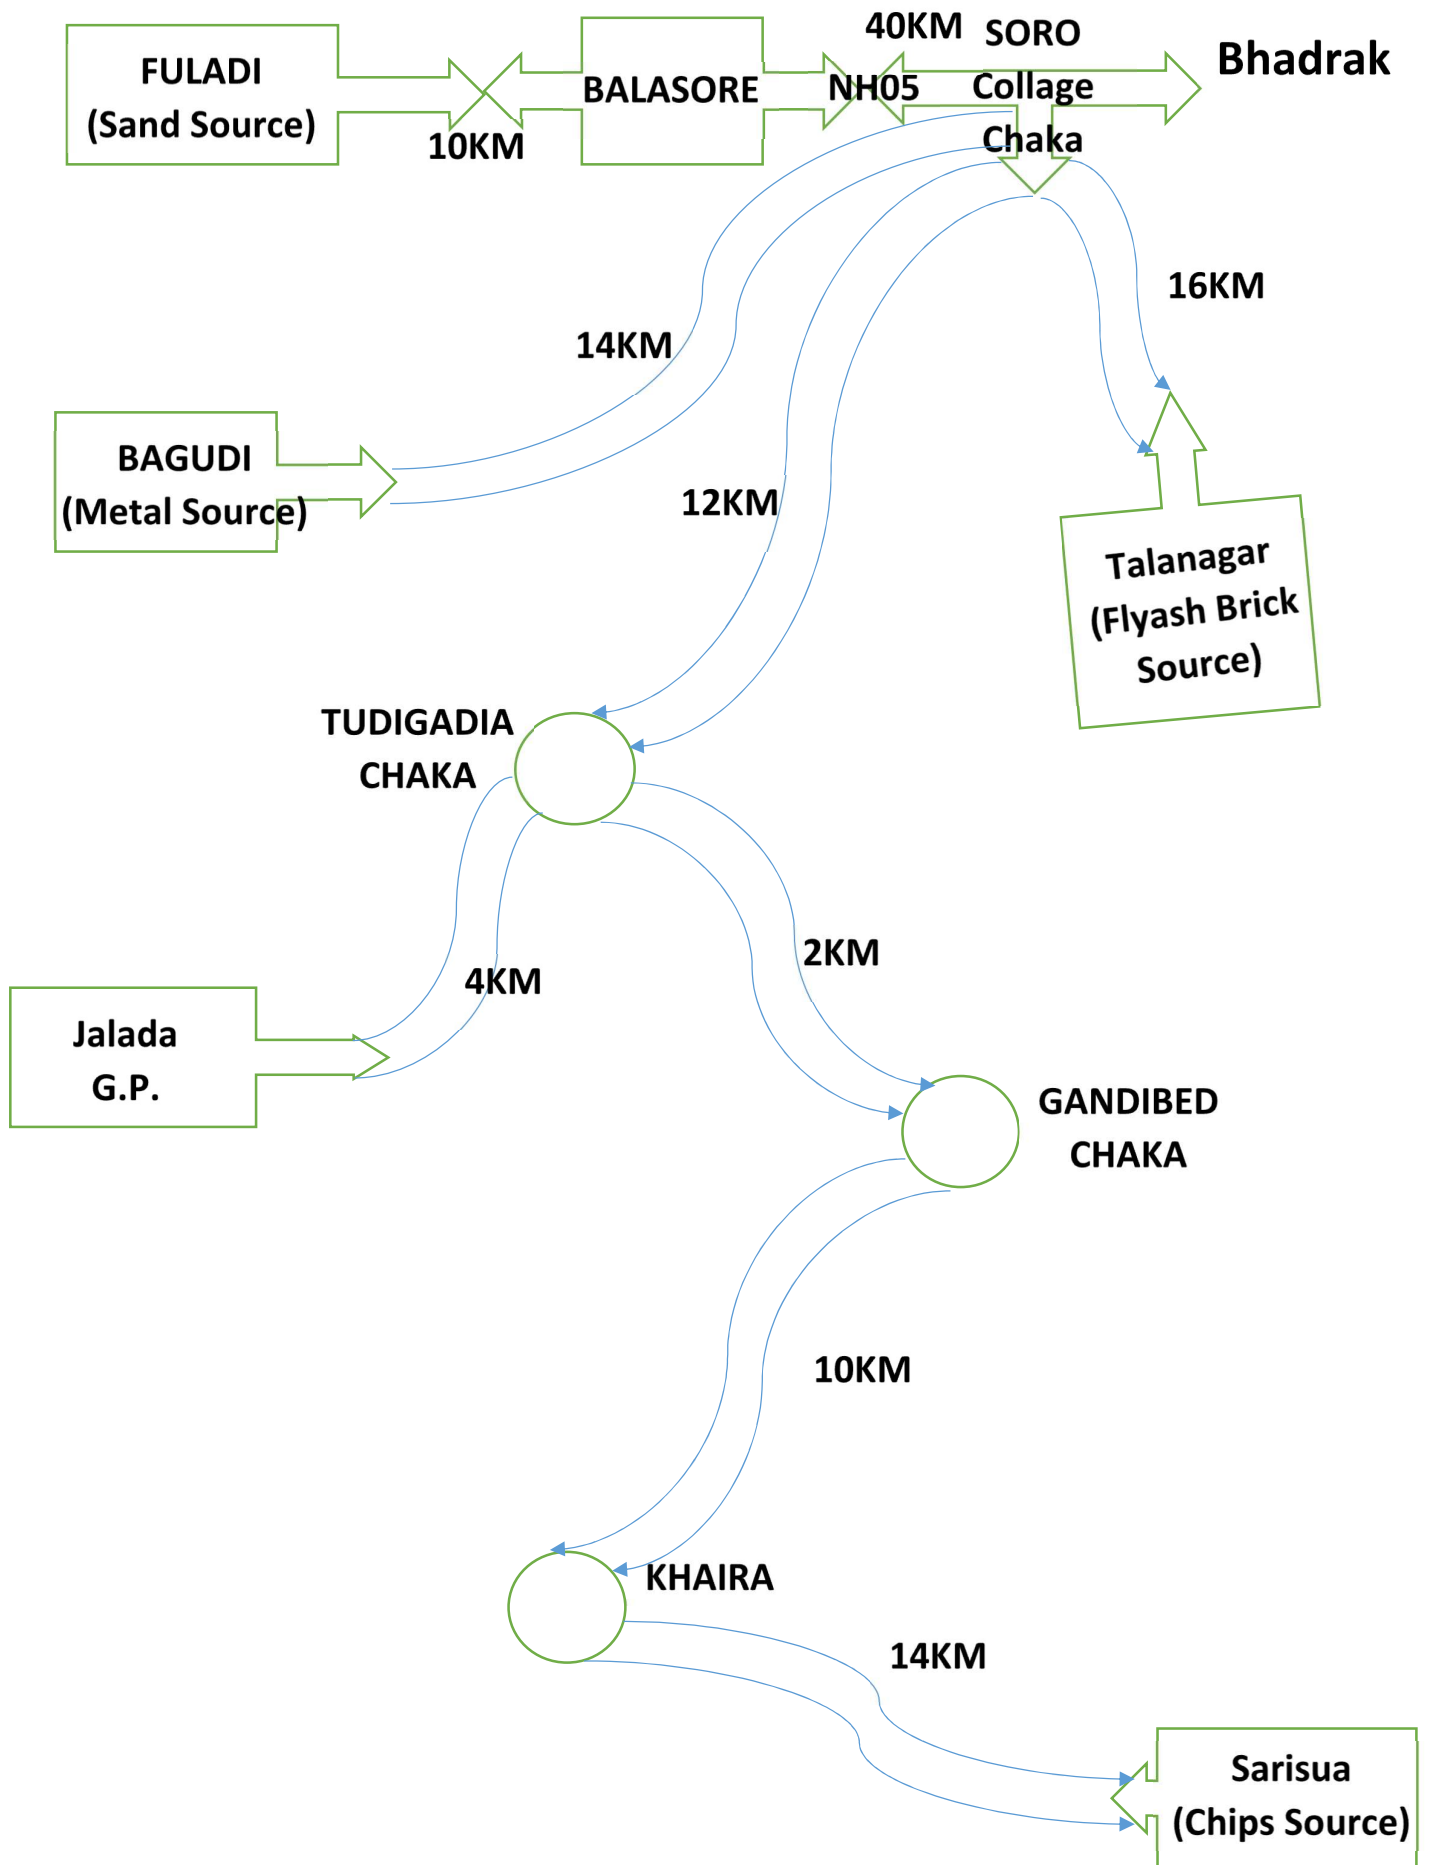 FULADI
(Sand Source)
10KM
BALASORE
NH05
40KM
SORO
Collage
Chaka
Bhadrak
14KM
16KM
BAGUDI
(Metal Source)
12KM
Talanagar
(Flyash Brick
Source)
TUDIGADIA
CHAKA
4KM
2KM
Jalada
G.P.
GANDIBED
CHAKA
10KM
KHAIRA
14KM
Sarisua
(Chips Source)